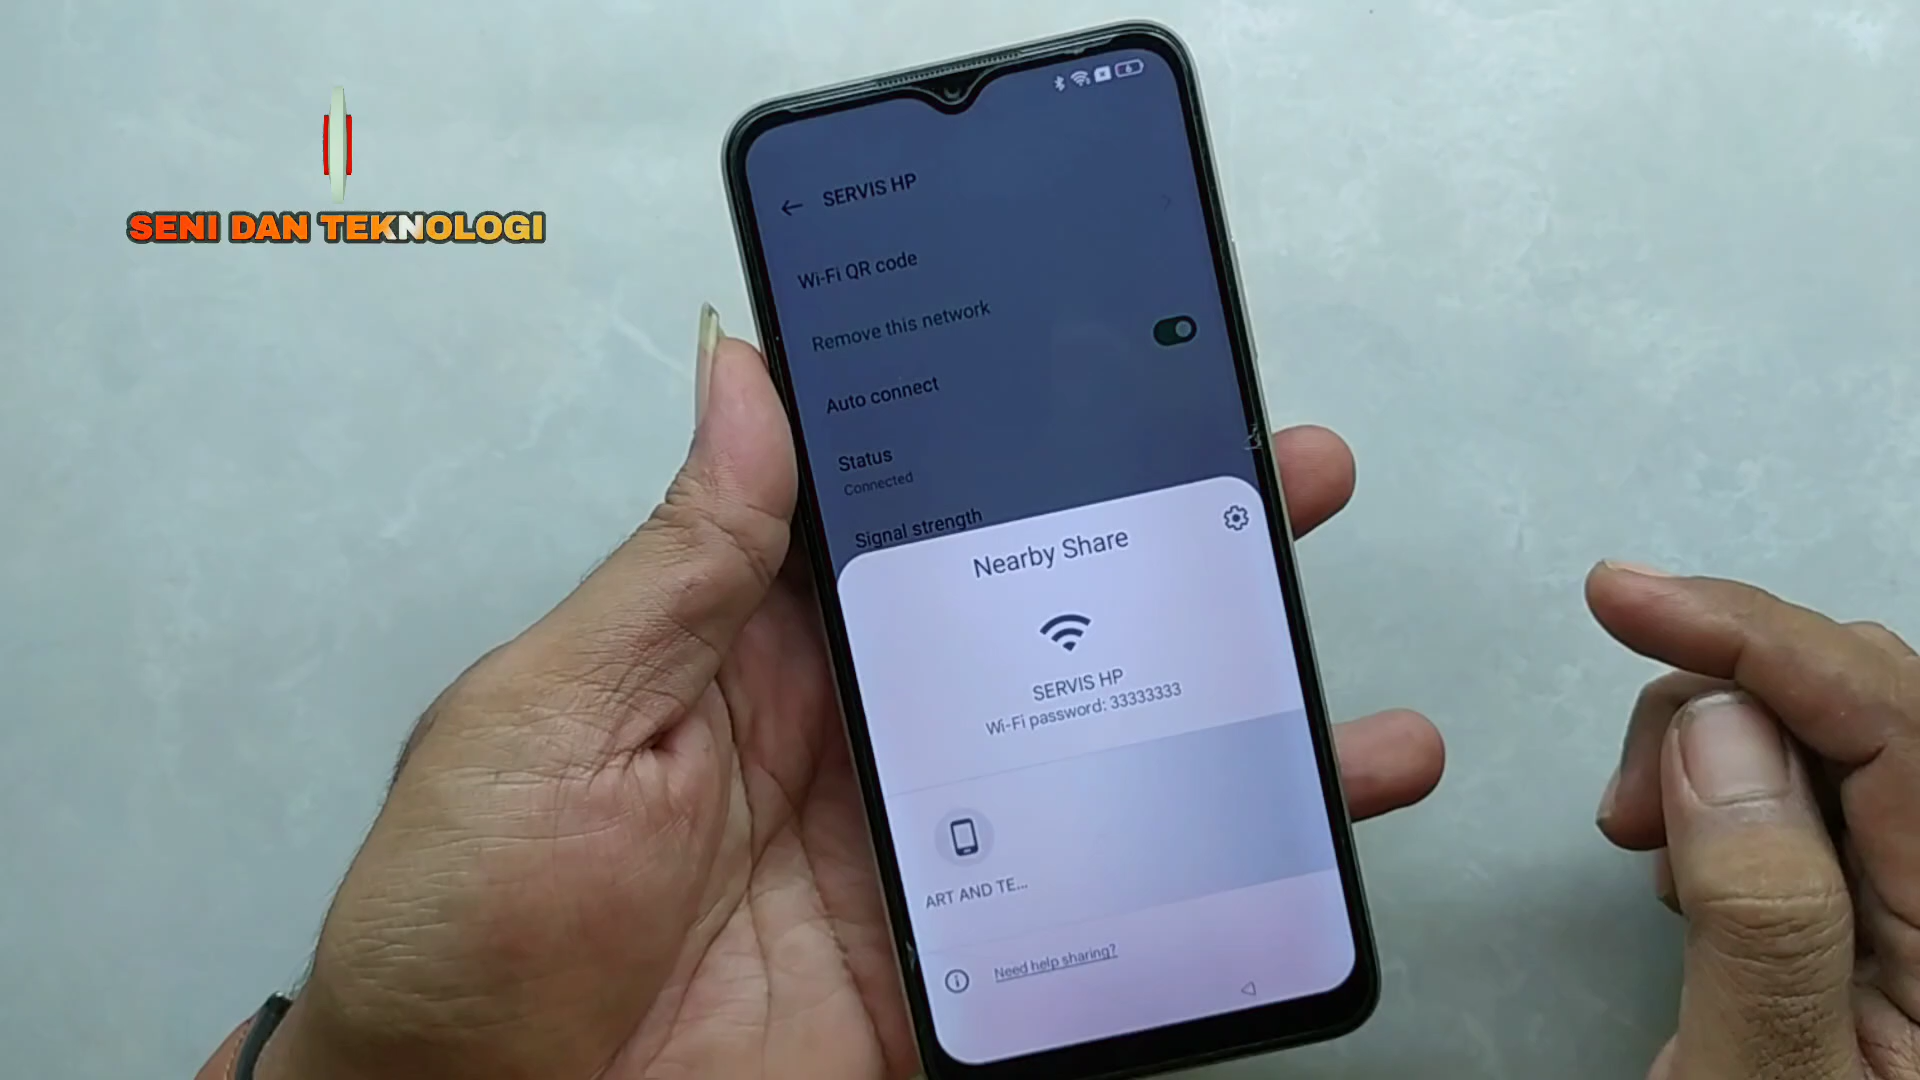 SENI DAN TEKNOLOGI
6
SERVIS HP
Wi-Fi QR code
Remove this network
Auto connect
Status
Connected
Signal strength
Nearby Share
SERVIS HP
Wi-Fi password: 33333333
ART AND TE...
Need help sharing?